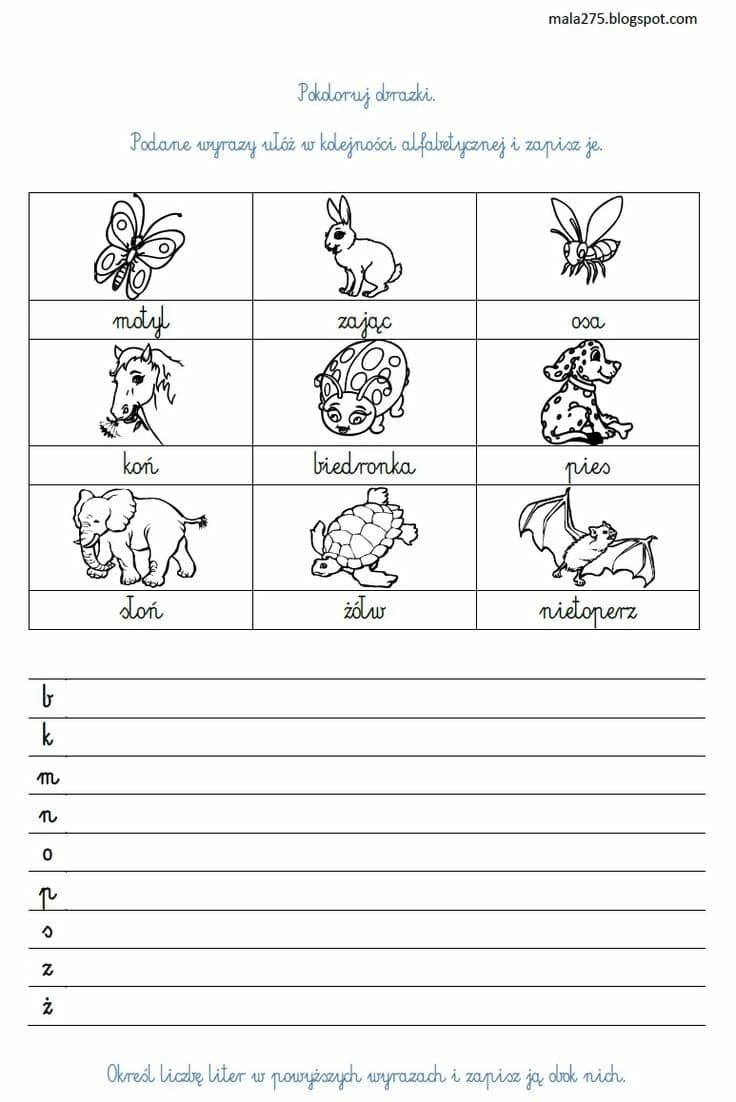 mala275.blogspot.com
Pokoloruj obrazki.
Podane wyrazy ułóż w kolejności alfabetycznej i zapisz je.
motyl zając osa
koń biedronka pies
słoń żółw nietoperz
b
k
m
n
o
p
s
z
ż
Określ liczbę liter w powyższych wyrazach i zapisz ją obok nich.